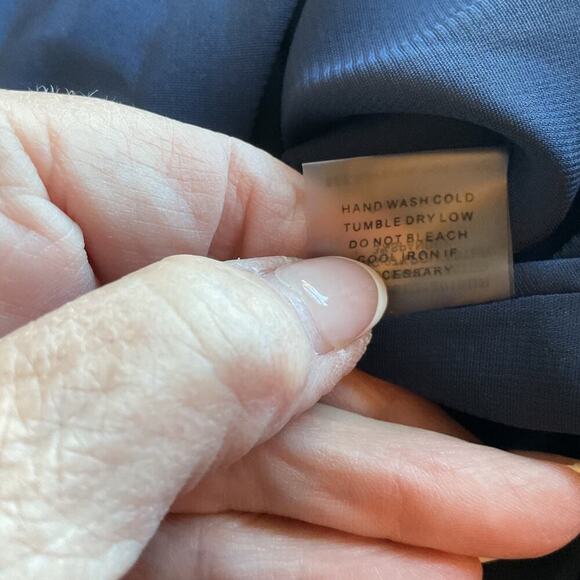 HAND WASH COLD
TUMBLE DRY LOW
DO NOT BLEACH
COOL IRON IF
CESSARY